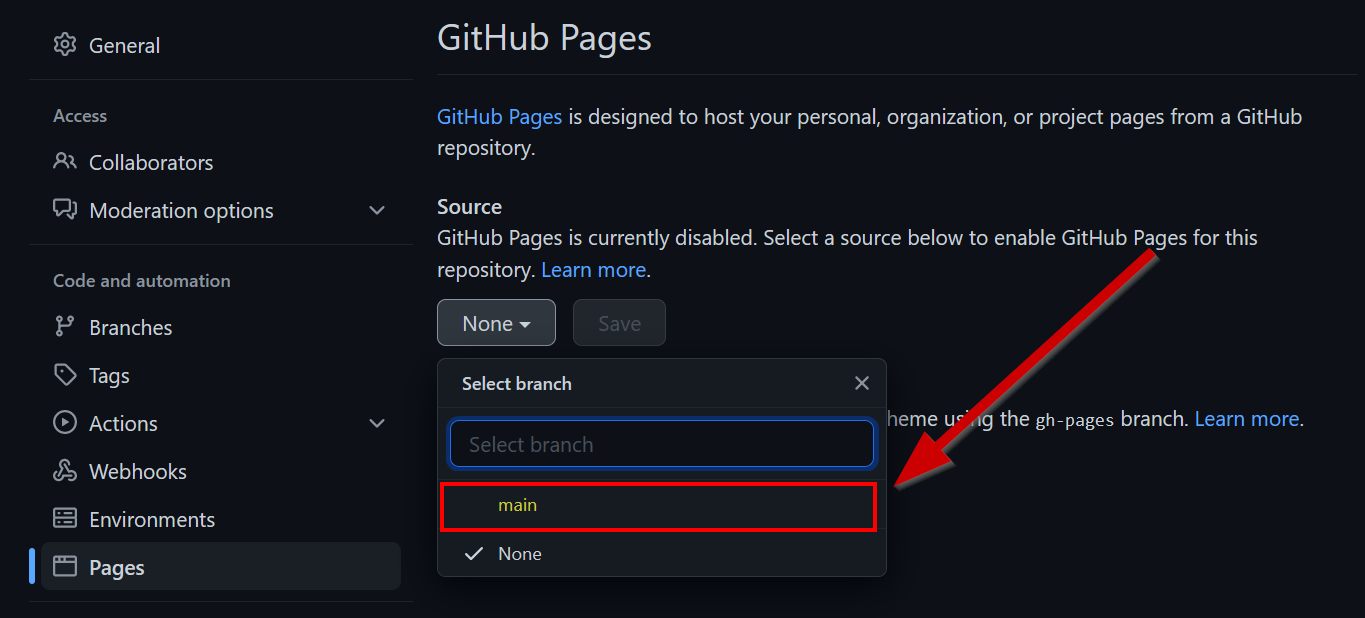 General
Access
Collaborators
Moderation options
Code and automation
Branches
Tags
Actions
Webhooks
Environments
Pages
GitHub Pages
GitHub Pages is designed to host your personal, organization, or project pages from a GitHub
repository.
Source
GitHub Pages is currently disabled. Select a source below to enable GitHub Pages for this
repository. Learn more.
None
Save
Select branch
heme using the gh-pages branch. Learn more.
Select branch
main
None